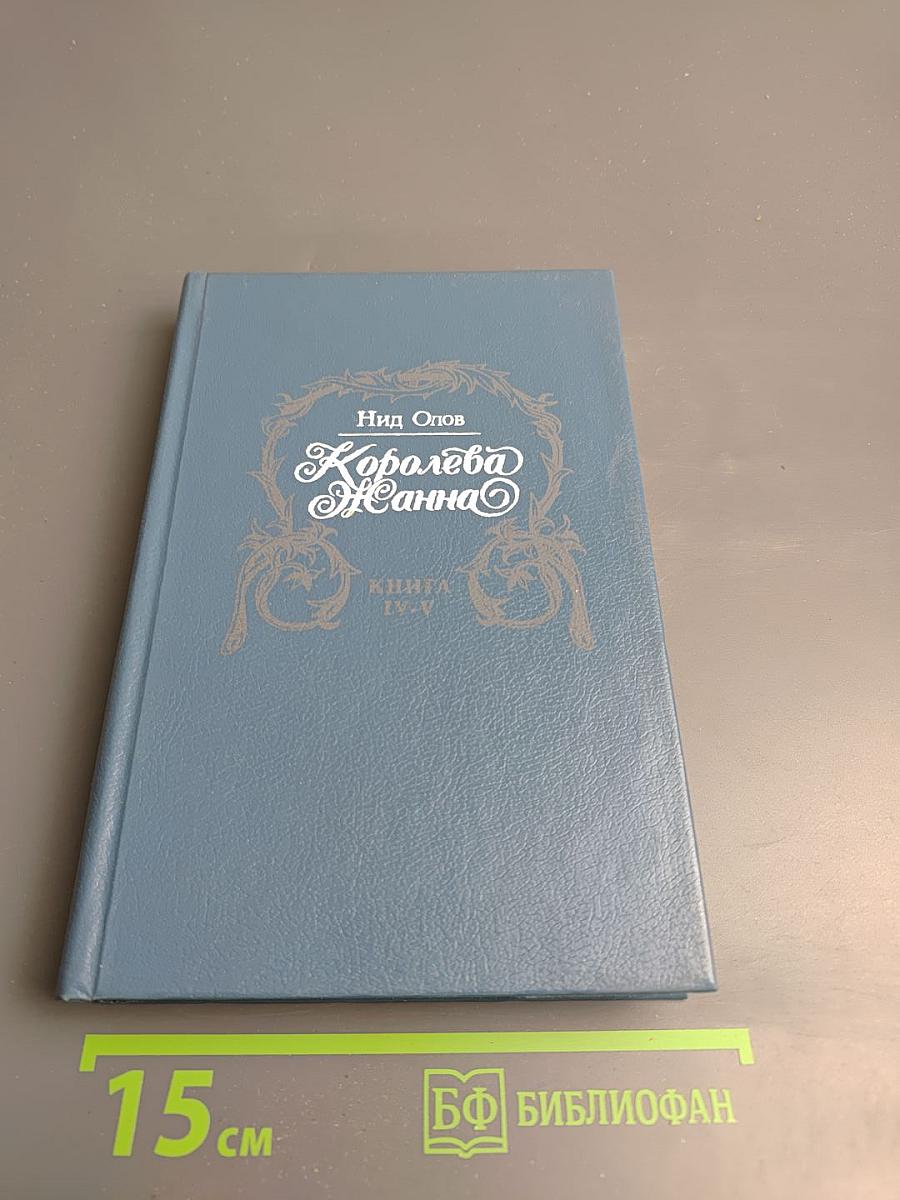 Нид Олов
Королева
Жанна
КНИГА
IV-V
15 см
БФ БИБЛИОФАН